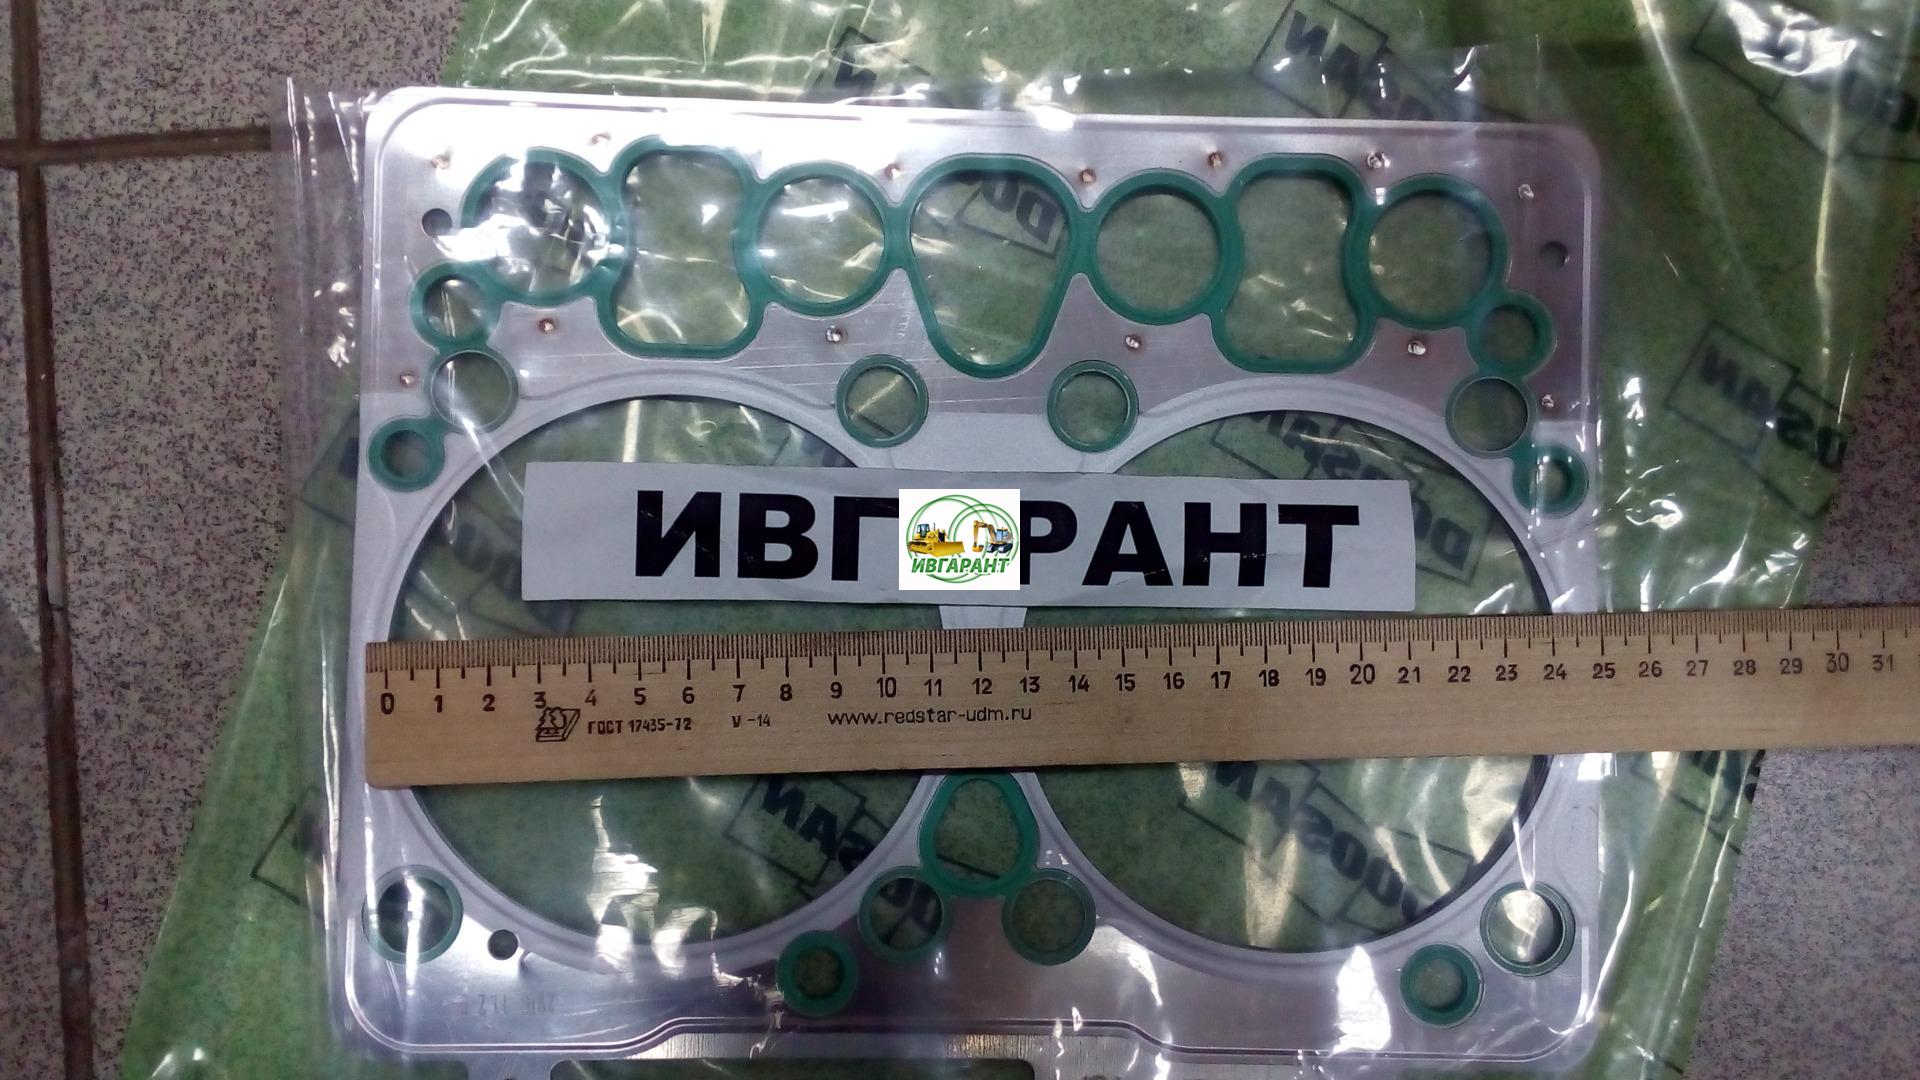 DOOSAN
ИВГ РАНТ
ИВГАРАНТ
0 1 2 3 4 5 6 7 8 9 10 11 12 13 14 15 16 17 18 19 20 21 22 23 24 25 26 27 28 29 30 31
ГОСТ 17435-72 V-14 www.redstar-udm.ru
DOOSAN
DOOSAN